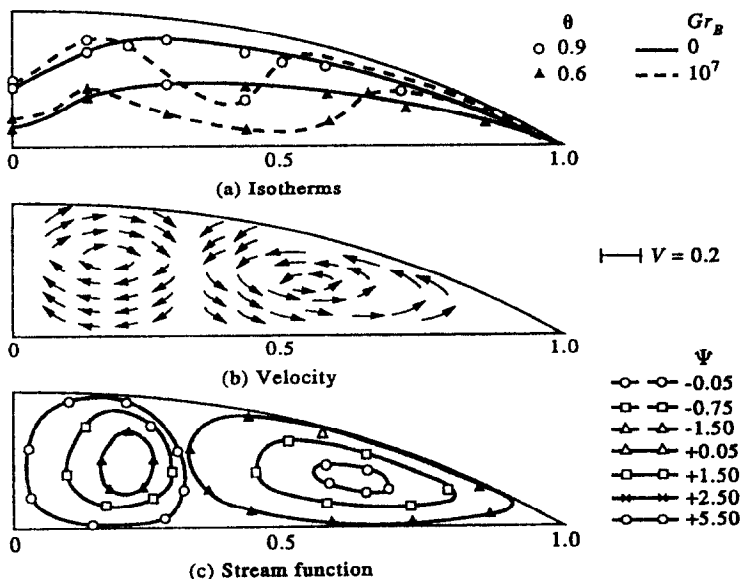 θ Gr_B
0.9 0
0.6 10^7
0 0.5 1.0
(a) Isotherms
V = 0.2
0 0.5 1.0
(b) Velocity
Ψ
-0.05
-0.75
-1.50
+0.05
+1.50
+2.50
+5.50
0 0.5 1.0
(c) Stream function